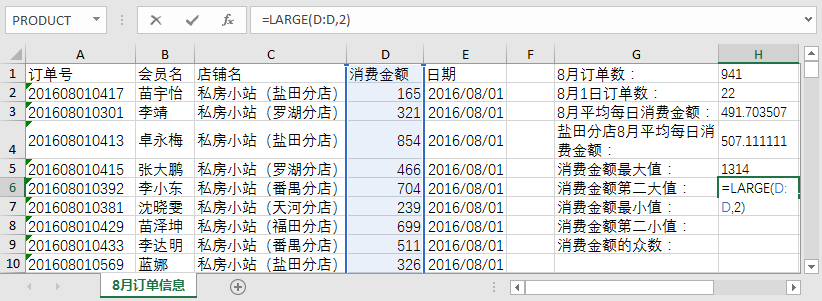 PRODUCT =LARGE(D:D,2)
A B C D E F G H
1 订单号 会员名 店铺名 消费金额 日期 8月订单数： 941
2 201608010417 苗宇怡 私房小站（盐田分店） 165 2016/08/01 8月1日订单数： 22
3 201608010301 李靖 私房小站（罗湖分店） 321 2016/08/01 8月平均每日消费金额： 491.703507
4 201608010413 卓永梅 私房小站（盐田分店） 854 2016/08/01 盐田分店8月平均每日消
费金额： 507.111111
5 201608010415 张大鹏 私房小站（罗湖分店） 466 2016/08/01 消费金额最大值： 1314
6 201608010392 李小东 私房小站（番禺分店） 704 2016/08/01 消费金额第二大值： =LARGE(D:
7 201608010381 沈晓雯 私房小站（天河分店） 239 2016/08/01 消费金额最小值： D,2)
8 201608010429 苗泽坤 私房小站（福田分店） 699 2016/08/01 消费金额第二小值：
9 201608010433 李达明 私房小站（番禺分店） 511 2016/08/01 消费金额的众数：
10 201608010569 蓝娜 私房小站（盐田分店） 326 2016/08/01
8月订单信息